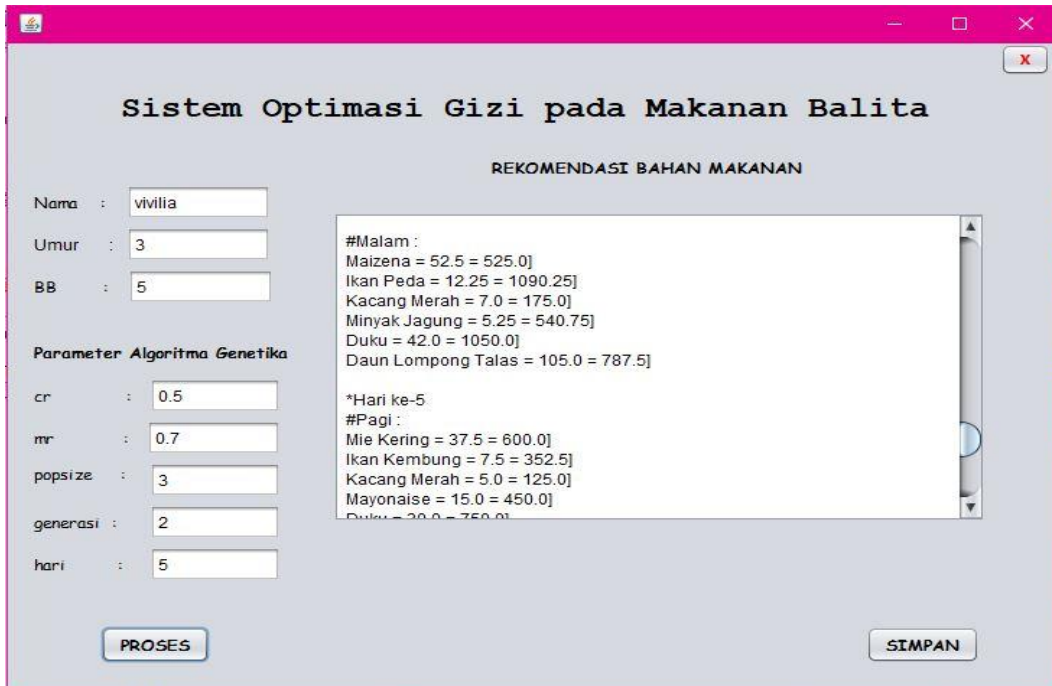 X
Sistem Optimasi Gizi pada Makanan Balita
REKOMENDASI BAHAN MAKANAN
Nama : vivilia
Umur : 3
BB : 5
Parameter Algoritma Genetika
cr : 0.5
mr : 0.7
popsize : 3
generasi : 2
hari : 5
#Malam :
Maizena = 52.5 = 525.0]
Ikan Peda = 12.25 = 1090.25]
Kacang Merah = 7.0 = 175.0]
Minyak Jagung = 5.25 = 540.75]
Duku = 42.0 = 1050.0]
Daun Lompong Talas = 105.0 = 787.5]
*Hari ke-5
#Pagi :
Mie Kering = 37.5 = 600.0]
Ikan Kembung = 7.5 = 352.5]
Kacang Merah = 5.0 = 125.0]
Mayonaise = 15.0 = 450.0]
Duku = 30.0 = 750.0]
PROSES
SIMPAN